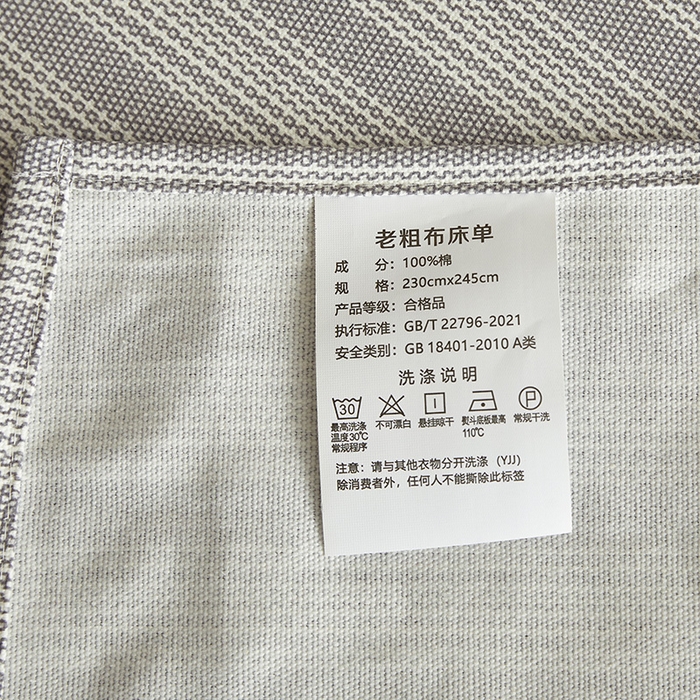 老粗布床单
成 分：100%棉
规 格：230cmx245cm
产品等级：合格品
执行标准：GB/T 22796-2021
安全类别：GB 18401-2010 A类
洗涤说明
30
P
最高洗涤 不可漂白 悬挂晾干 熨斗底板最高 常规干洗
温度30℃ 110℃
常规程序
注意：请与其他衣物分开洗涤（YJJ）
除消费者外，任何人不能撕除此标签